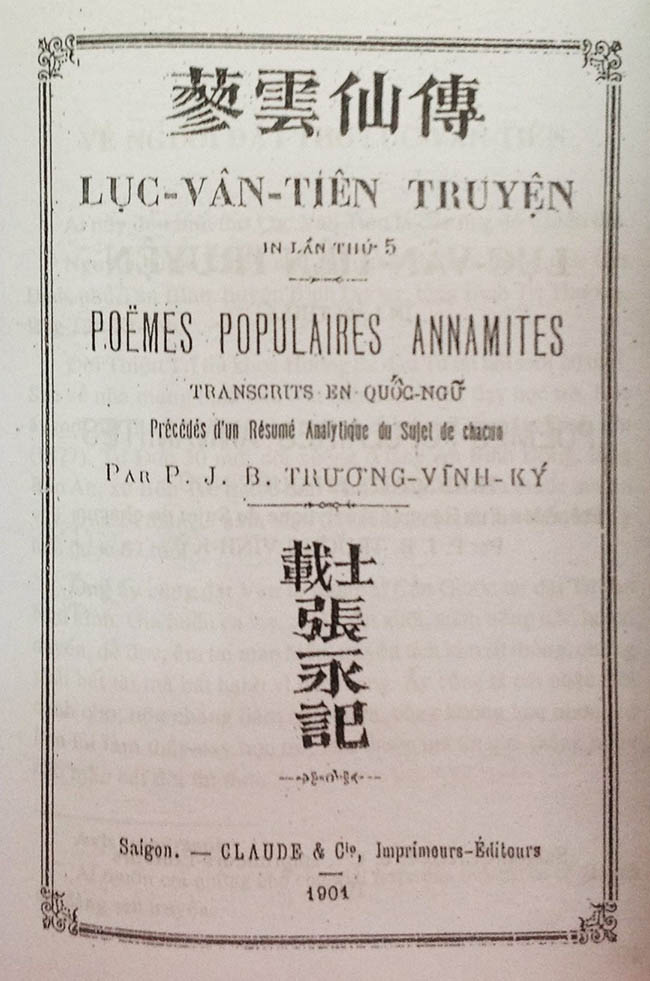 蓼雲仙傳
LỤC-VÂN-TIÊN TRUYỆN
IN LẦN THỨ 5
POËMES POPULAIRES ANNAMITES
TRANSCRITS EN QUỐC-NGỮ
Précédés d'un Résumé Analytique du Sujet de chacun
PAR P. J. B. TRƯƠNG-VĨNH-KÝ
載士
張
永
記
Saigon. — CLAUDE & Cie, Imprimeurs-Éditeurs
1901